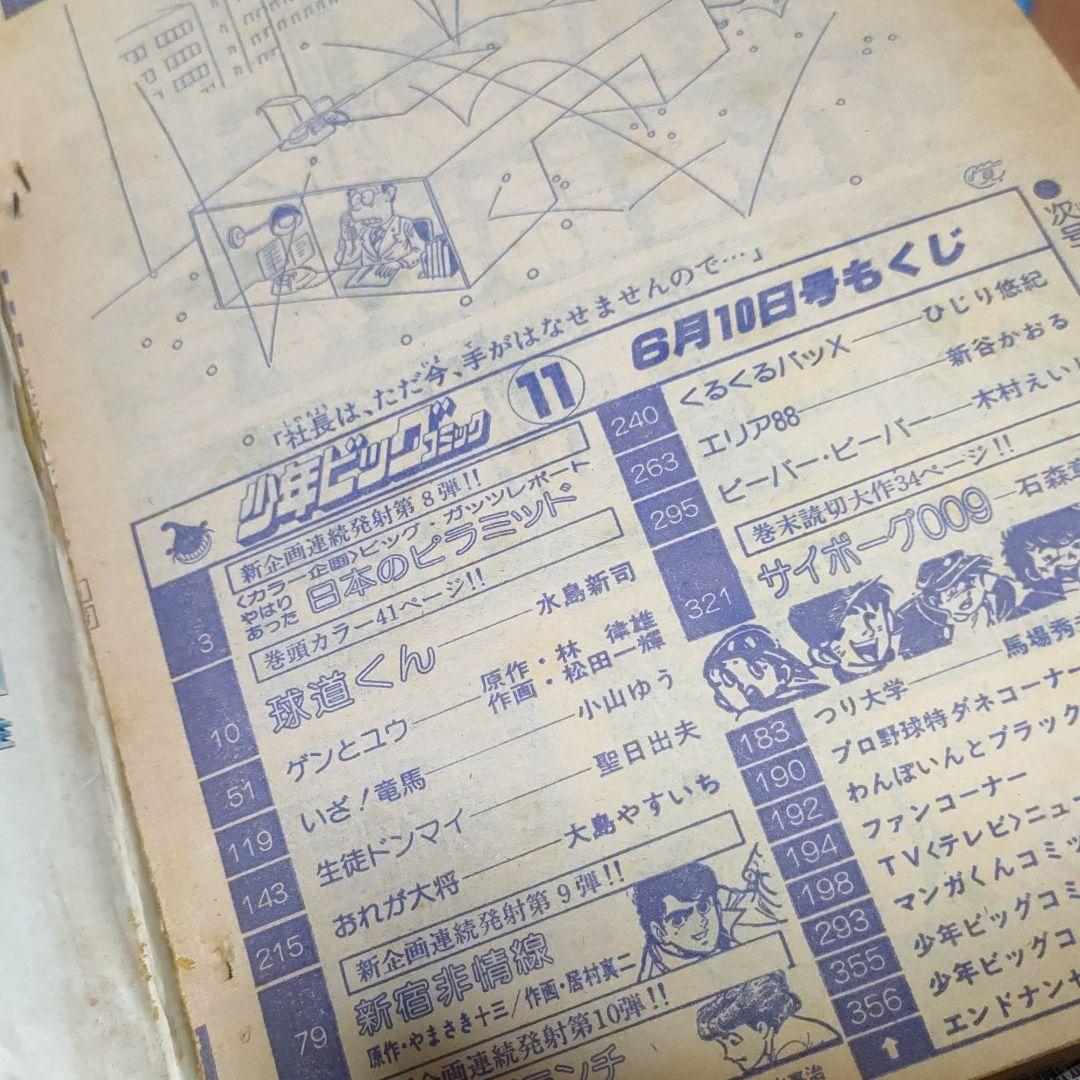 「社長は、ただ今、手がはなせませんので…」
少年ビッグコミック
11
6月10日号もくじ
新企画連続発射第8弾!!
3
〈カラー企画〉ビッグ・ガッツレポート
やはりあった
日本のピラミッド
巻頭カラー41ページ!!
10 球道くん 水島新司
51 ゲンとユウ 原作・林 律雄 作画・松田一輝
119 いざ!竜馬 小山ゆう
143 生徒ドンマイ 聖日出夫
215 おれが大将 大島やすいち
新企画連続発射第9弾!!
79 新宿非情線
原作・やまさき十三/作画・居村真二
企画連続発射第10弾!!
ンチ
240 くるくるパッX ひじり悠紀
263 エリア88 新谷かおる
295 ビーバー・ビーバー 木村えい
巻末読切大作34ページ!!
321 サイボーグ009 石森章
183 つり大学 馬場秀
190 プロ野球特ダネコーナー
192 わんぽいんとブラック
194 ファンコーナー
198 TV〈テレビ〉ニュー
293 マンガくんコミッ
355 少年ビッグコミ
356 少年ビッグコ
↑ エンドナンセ
次号